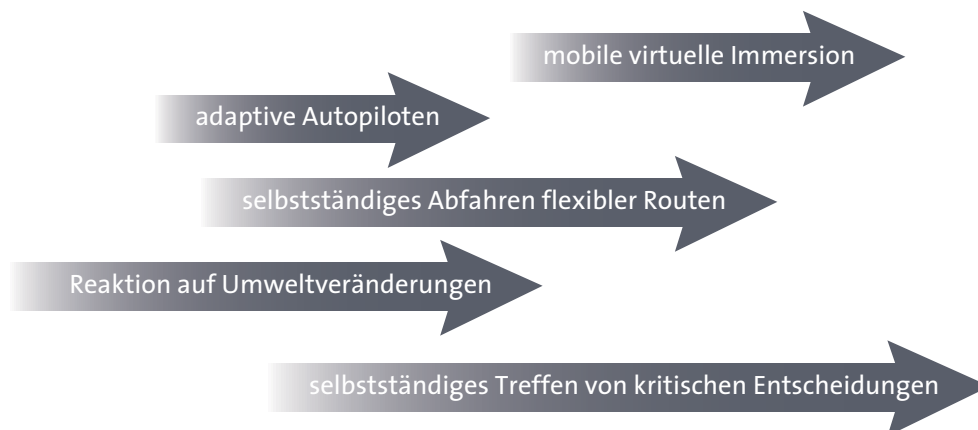 mobile virtuelle Immersion
adaptive Autopiloten
selbstständiges Abfahren flexibler Routen
Reaktion auf Umweltveränderungen
selbstständiges Treffen von kritischen Entscheidungen